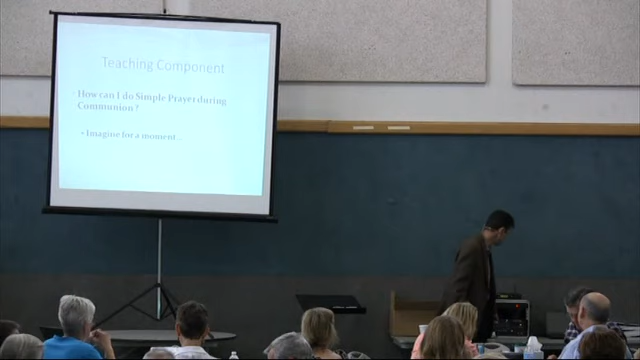 Teaching Component
How can I do Simple Prayer during
Communion?
• Imagine for a moment...